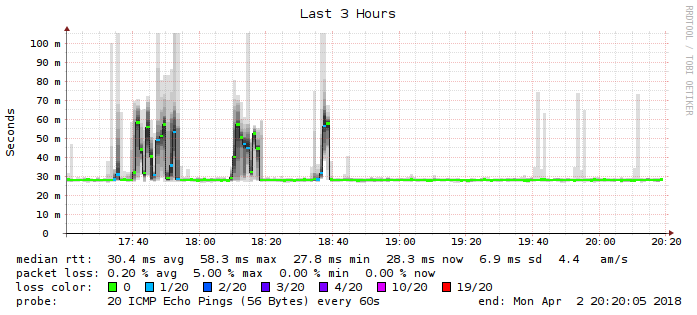 Last 3 Hours
RRDTOOL / TOBI OETIKER
Seconds
100 m
90 m
80 m
70 m
60 m
50 m
40 m
30 m
20 m
10 m
0
17:40 18:00 18:20 18:40 19:00 19:20 19:40 20:00 20:20
median rtt: 30.4 ms avg 58.3 ms max 27.8 ms min 28.3 ms now 6.9 ms sd 4.4 am/s
packet loss: 0.20 % avg 5.00 % max 0.00 % min 0.00 % now
loss color: 0 1/20 2/20 3/20 4/20 10/20 19/20
probe: 20 ICMP Echo Pings (56 Bytes) every 60s end: Mon Apr 2 20:20:05 2018